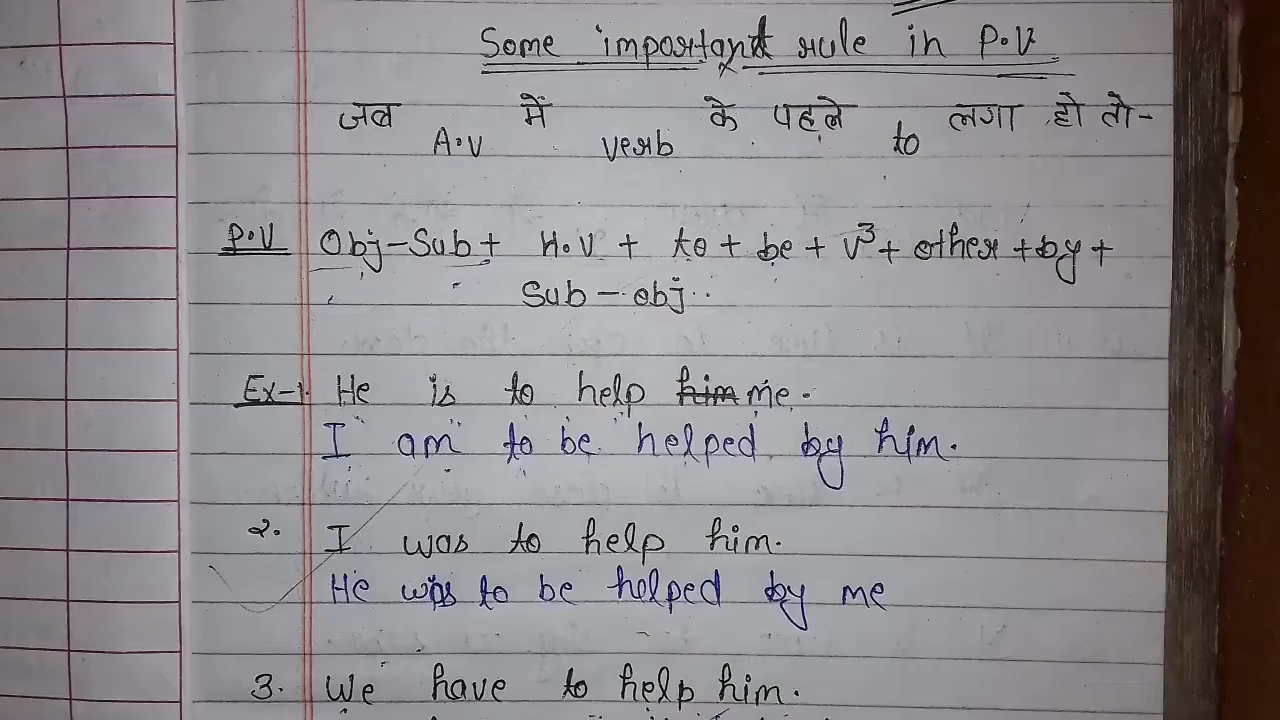 Some important rule in P.V
जब A.V में verb के पहले to लगा हो तो-
P.V Obj-Sub + H.V + to + be + V³ + other + by +
Sub - obj..
Ex-1. He is to help him me.
I am to be helped by him.
2. I was to help him.
He was to be helped by me
3. We have to help him.